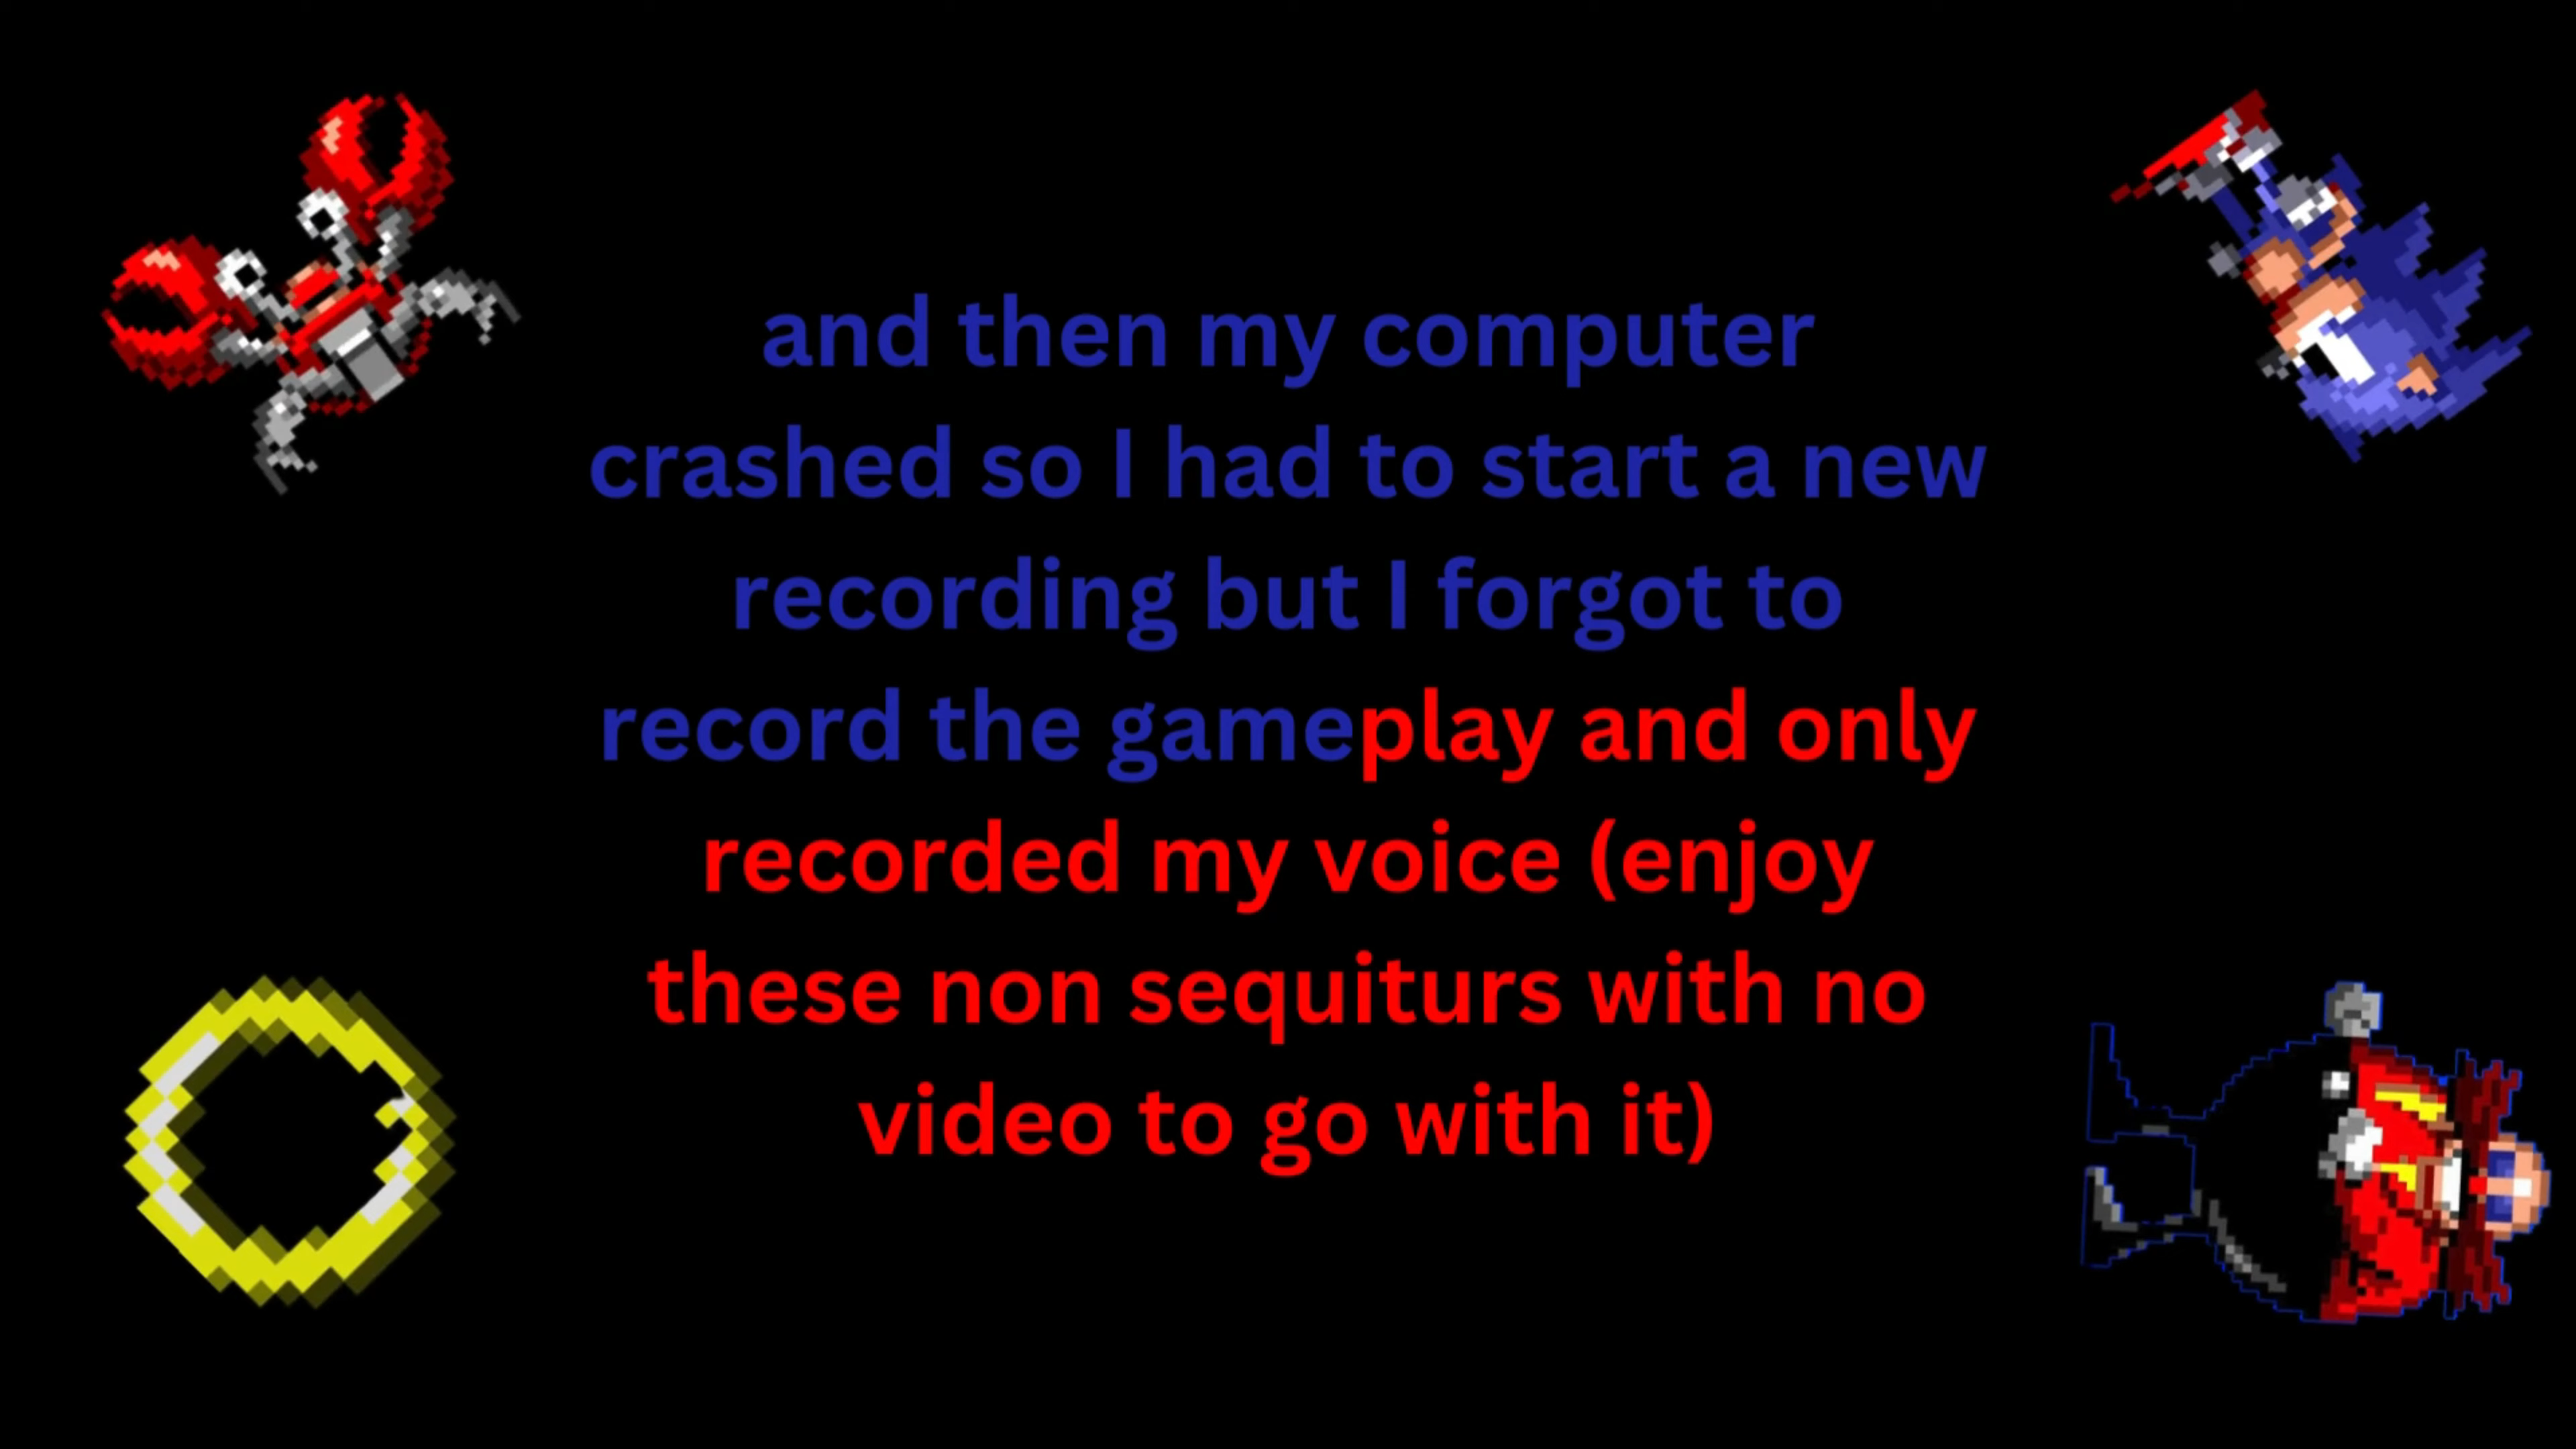 and then my computer
crashed so I had to start a new
recording but I forgot to
record the gameplay and only
recorded my voice (enjoy
these non sequiturs with no
video to go with it)